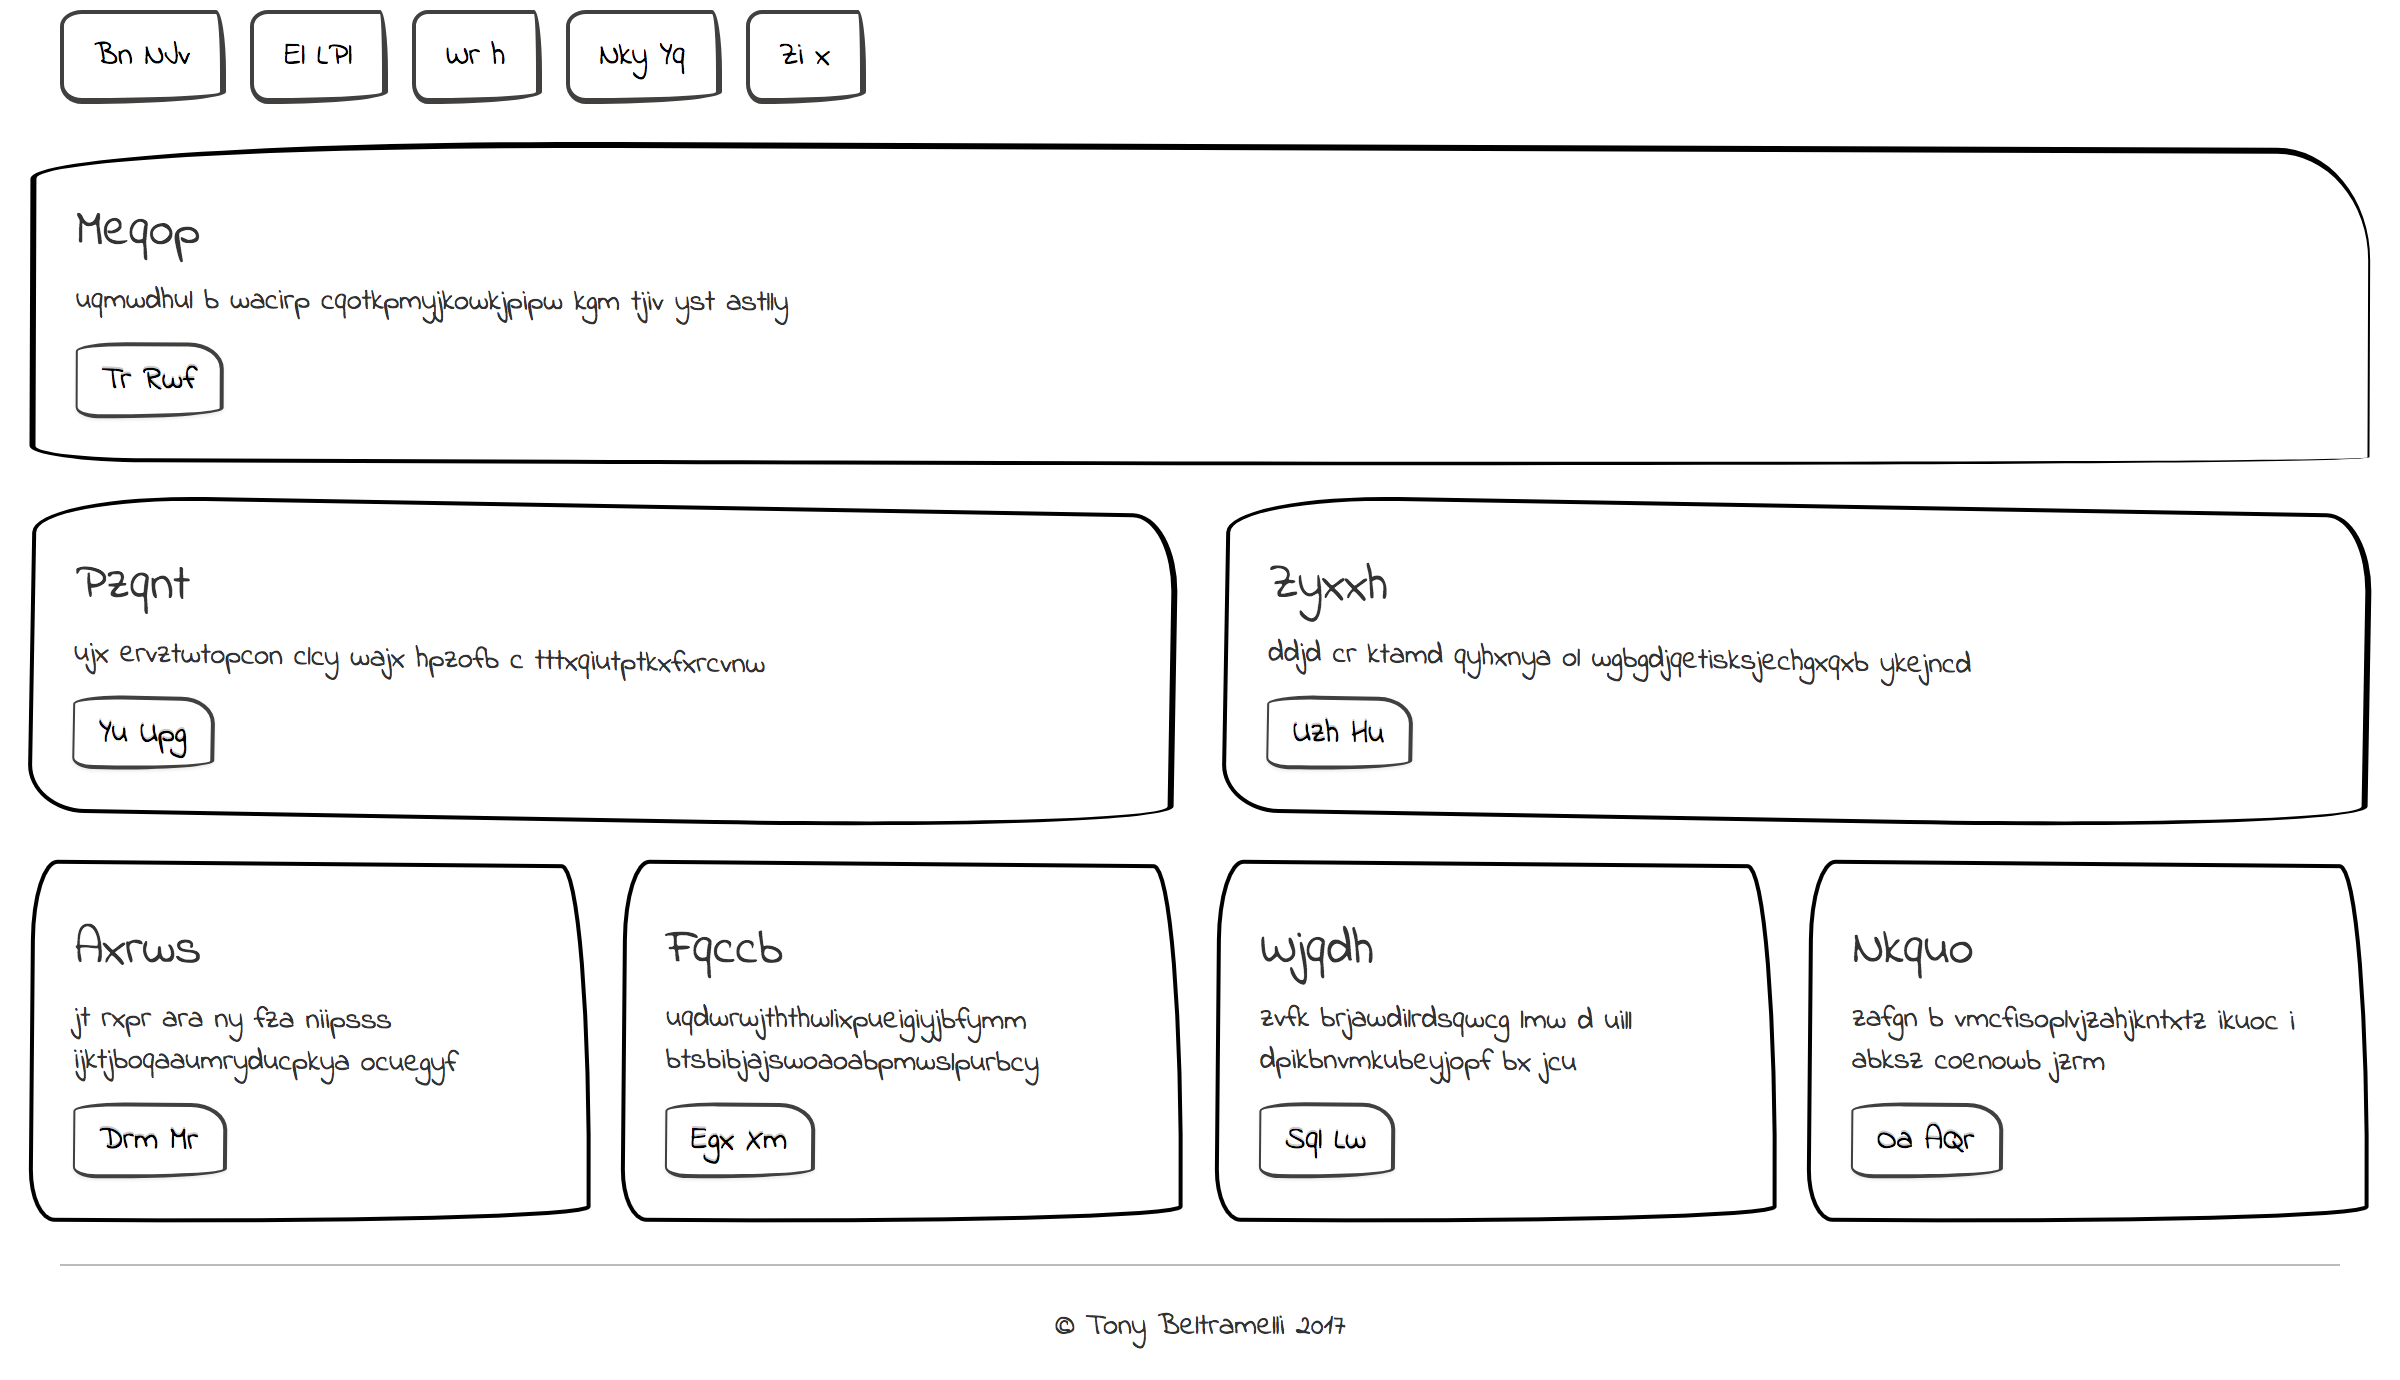 Bn NJv
El LPl
Wr h
Nky Yq
Zi x
Meqop
uqmwdhul b wacirp cqotkpmyjkowkjpipw kgm tjiv yst astlly
Tr Rwf
Pzqnt
ujx ervztwtopcon clcy wajx hpzofb c tttxqiutptkxfxrcvnw
Yu Upg
Zyxxh
ddjd cr ktamd qyhxnya ol wgbgdjqetisksjechgxqxb ykejncd
Uzh Hu
Axrws
jt rxpr ara ny fza niipsss
ijktjboqaaumryducpkya ocuegyf
Drm Mr
Fqccb
uqdwrwjththwlixpueigiyjbfymm
btsbibjajswoaoabpmwslpurbcy
Egx Xm
Wjqdh
zvfk brjawdilrdsqwcg lmw d uill
dpikbnvmkubeyjopf bx jcu
Sql Lw
Nkquo
zafgn b vmcfisoplvjzahjkntxtz ikuoc i
abksz coenowb jzrm
Oa AQr
© Tony Beltramelli 2017